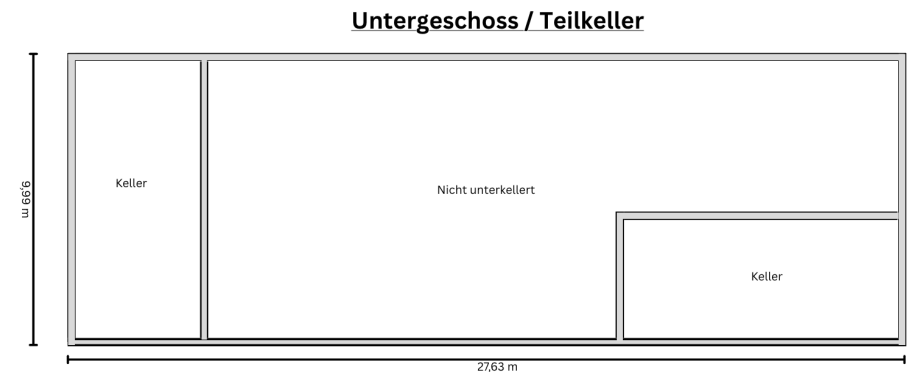 Untergeschoss / Teilkeller
Keller
Nicht unterkellert
Keller
9,99 m
27,63 m